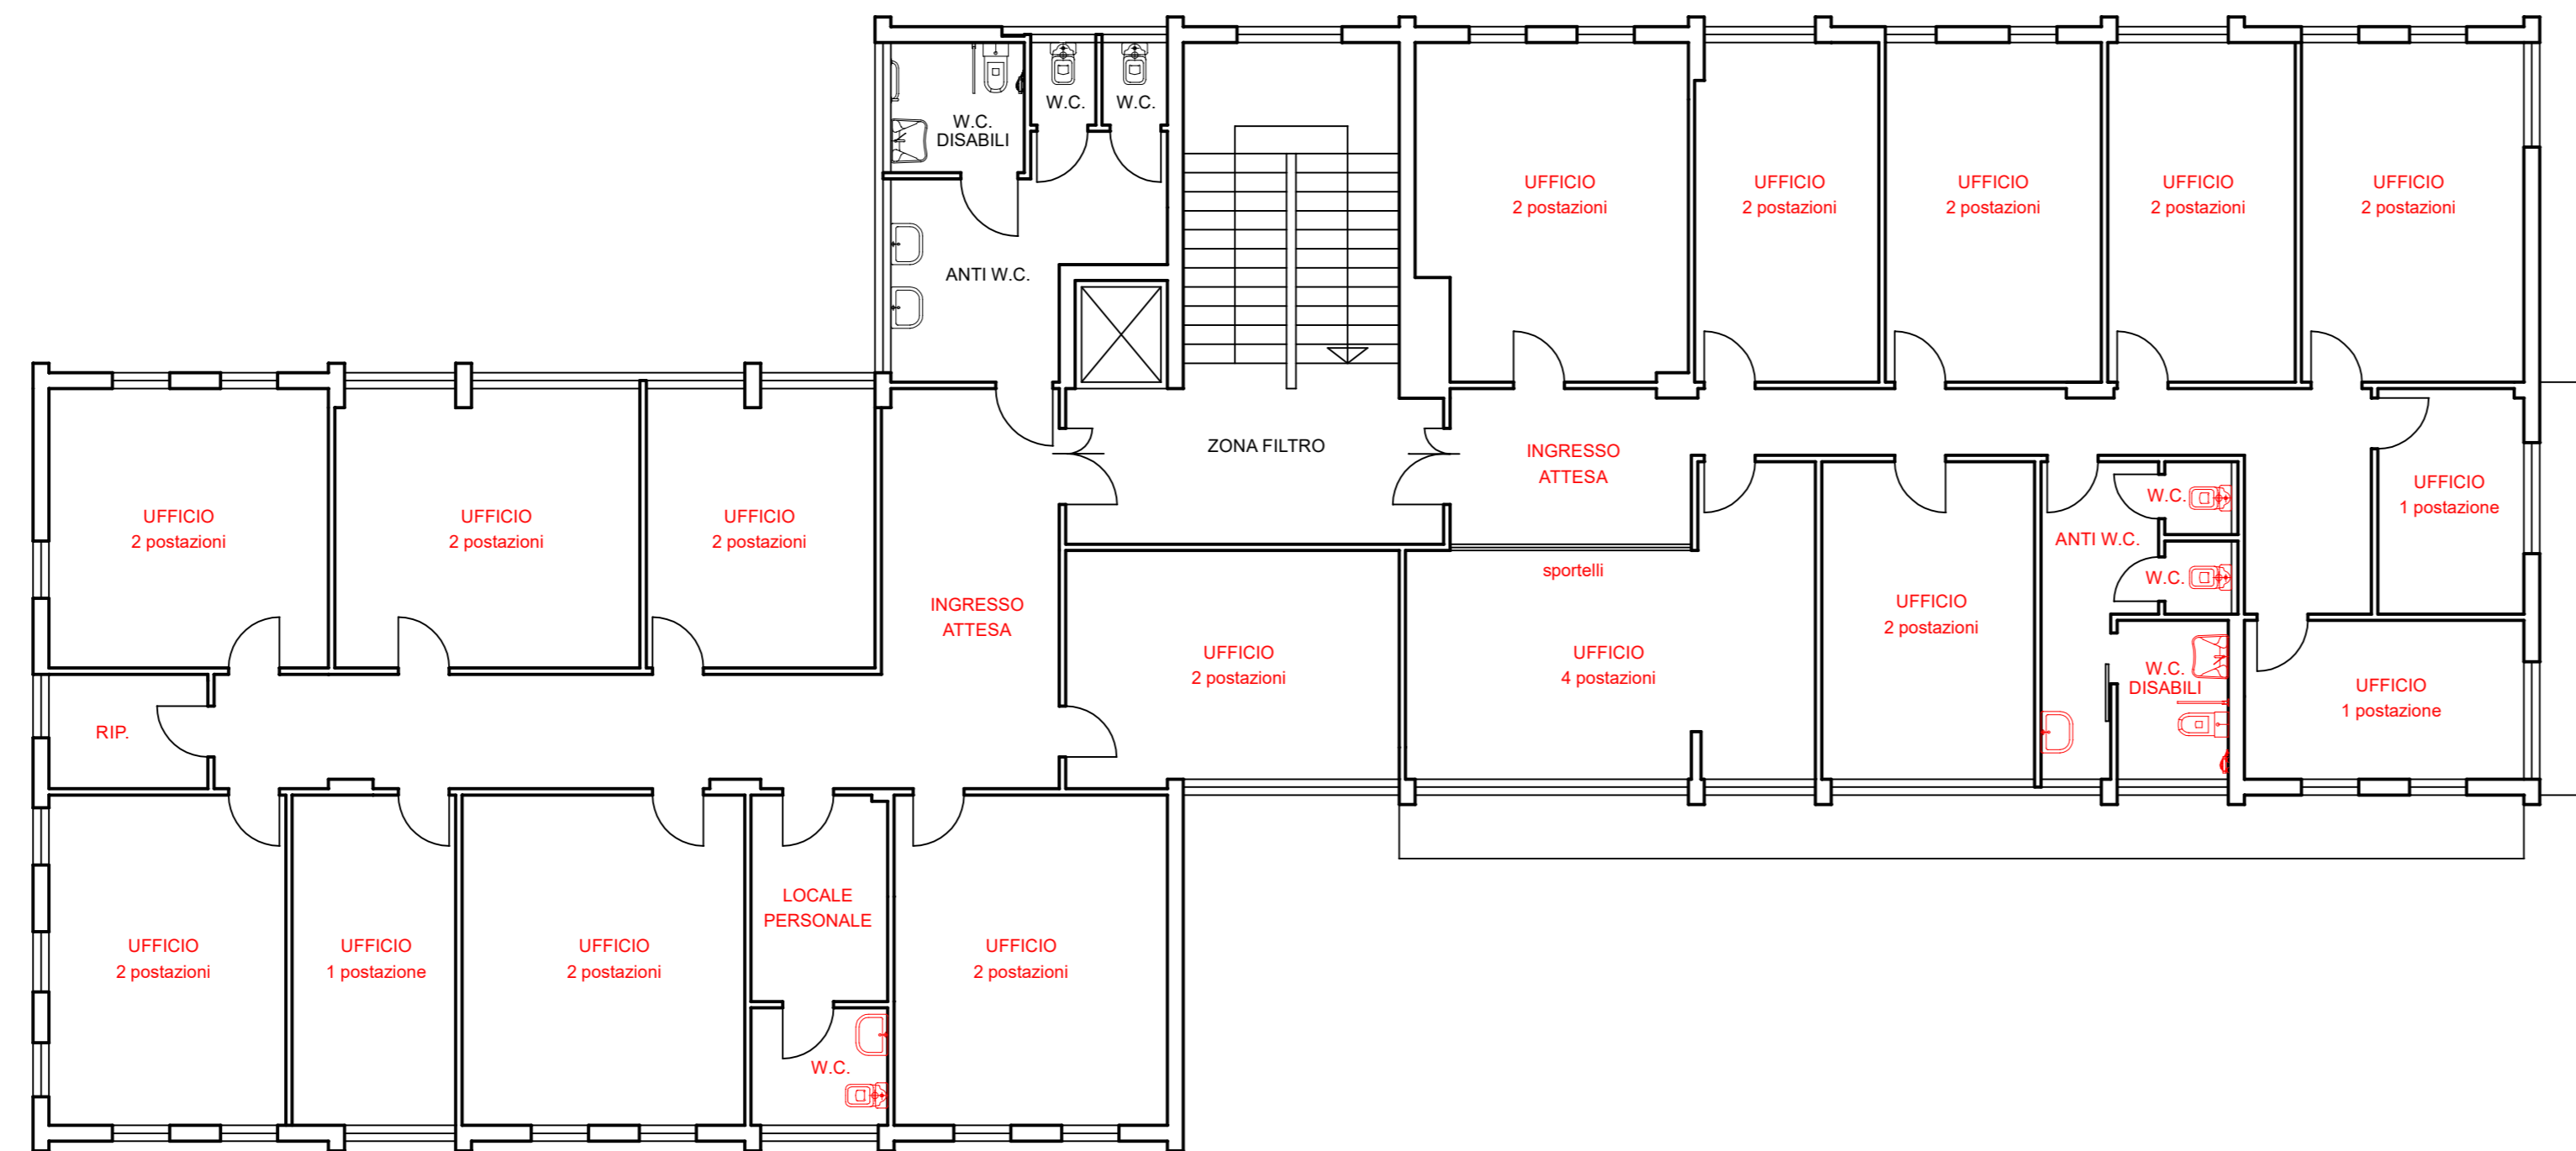 W.C.
W.C.
W.C.
DISABILI
ANTI W.C.
UFFICIO
2 postazioni
UFFICIO
2 postazioni
UFFICIO
2 postazioni
UFFICIO
2 postazioni
UFFICIO
2 postazioni
ZONA FILTRO
INGRESSO
ATTESA
UFFICIO
1 postazione
UFFICIO
2 postazioni
UFFICIO
2 postazioni
UFFICIO
2 postazioni
INGRESSO
ATTESA
sportelli
W.C.
ANTI W.C.
W.C.
UFFICIO
2 postazioni
UFFICIO
2 postazioni
UFFICIO
4 postazioni
W.C.
DISABILI
UFFICIO
1 postazione
RIP.
LOCALE
PERSONALE
UFFICIO
2 postazioni
UFFICIO
1 postazione
UFFICIO
2 postazioni
UFFICIO
2 postazioni
W.C.